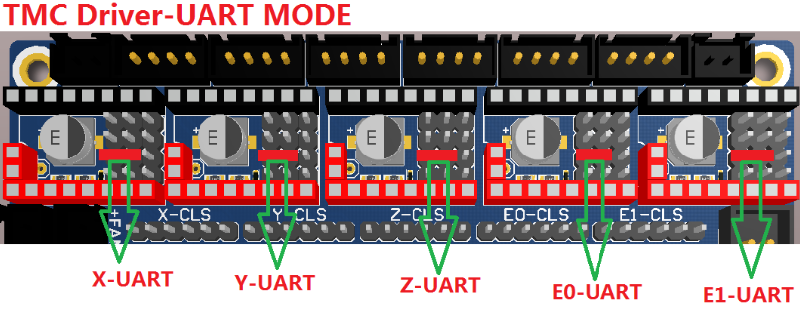 TMC Driver-UART MODE
+ E + E + E + E + E
X-CLS Y-CLS Z-CLS E0-CLS E1-CLS
+FA
X-UART Y-UART Z-UART E0-UART E1-UART